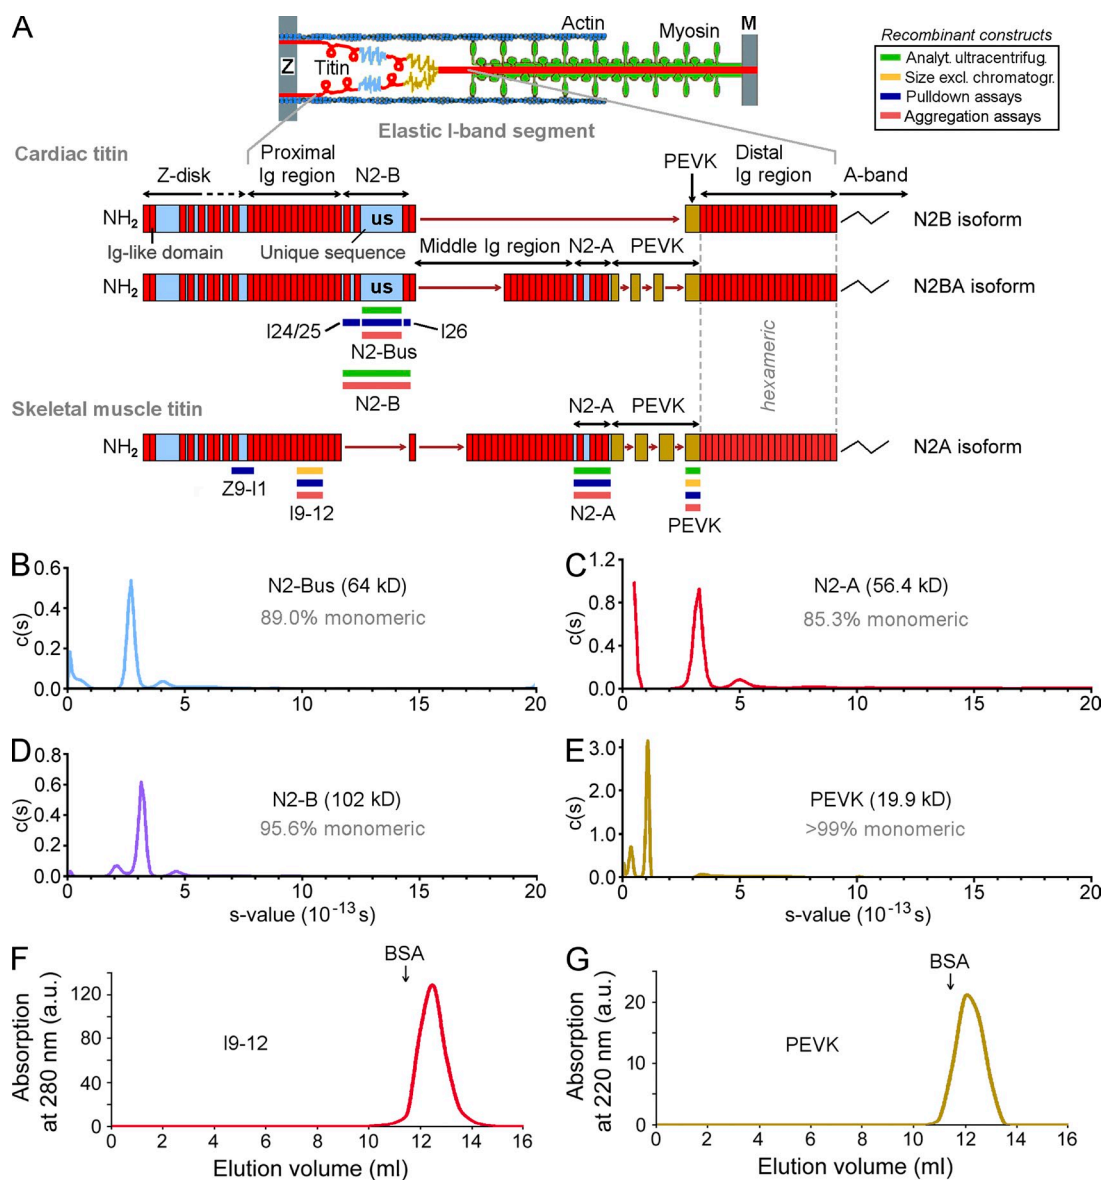 A
Actin
Myosin
M
Z
Titin
Recombinant constructs
Analyt. ultracentrifug.
Size excl. chromatogr.
Pulldown assays
Aggregation assays
Elastic I-band segment
Cardiac titin
Z-disk
Proximal
Ig region
N2-B
PEVK
Distal
Ig region
A-band
NH2
us
N2B isoform
Ig-like domain
Unique sequence
Middle Ig region
N2-A
PEVK
NH2
us
N2BA isoform
I24/25
I26
N2-Bus
N2-B
hexameric
Skeletal muscle titin
N2-A
PEVK
NH2
N2A isoform
Z9-I1
I9-12
N2-A
PEVK
B
N2-Bus (64 kD)
89.0% monomeric
c(s)
0.6
0.4
0.2
0.0
0 5 10 15 20
C
N2-A (56.4 kD)
85.3% monomeric
c(s)
1.2
0.8
0.4
0.0
0 5 10 15 20
D
N2-B (102 kD)
95.6% monomeric
c(s)
0.8
0.6
0.4
0.2
0.0
0 5 10 15 20
s-value (10-13 s)
E
PEVK (19.9 kD)
>99% monomeric
c(s)
3.0
2.0
1.0
0.0
0 5 10 15 20
s-value (10-13 s)
F
BSA
I9-12
Absorption
at 280 nm (a.u.)
120
80
40
0
0 2 4 6 8 10 12 14 16
Elution volume (ml)
G
BSA
PEVK
Absorption
at 220 nm (a.u.)
20
10
0
0 2 4 6 8 10 12 14 16
Elution volume (ml)